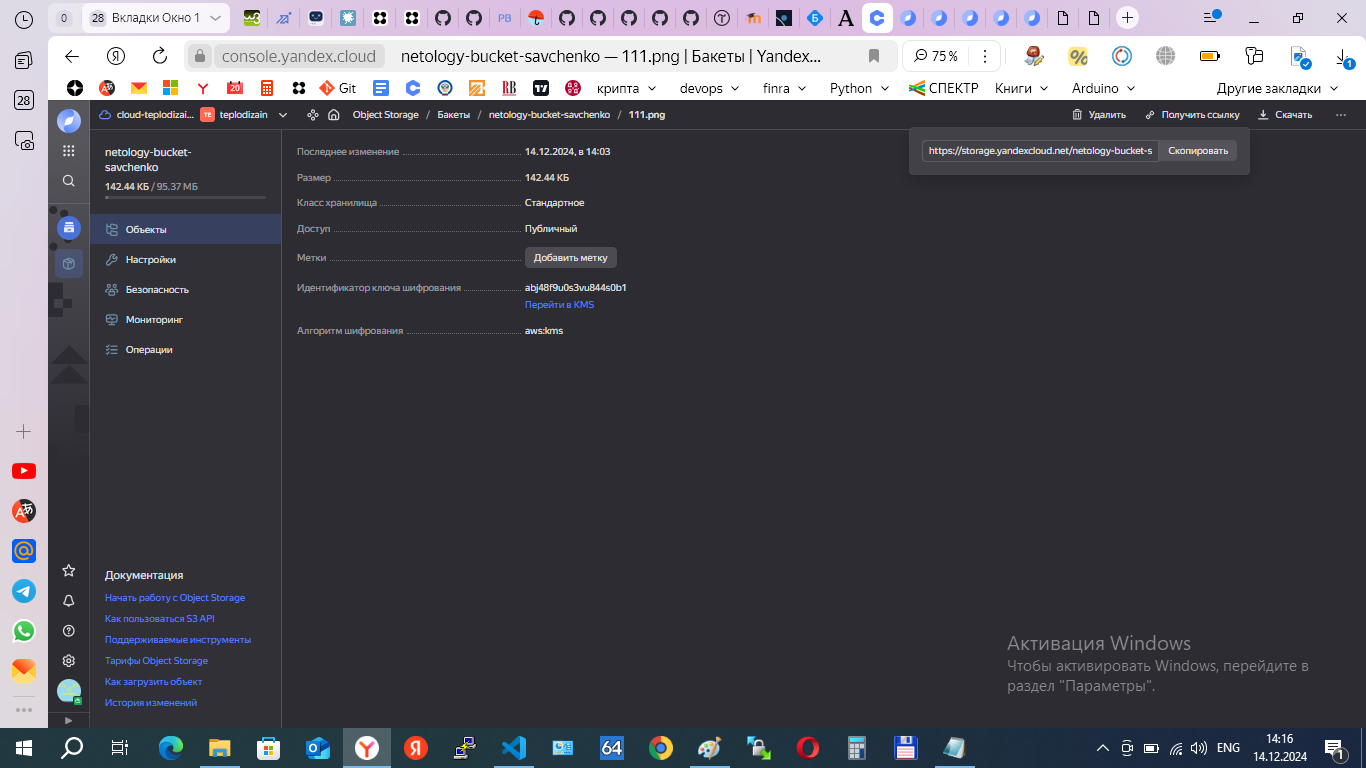 0
28 Вкладки Окно 1
console.yandex.cloud netology-bucket-savchenko — 111.png | Бакеты | Yandex...
75 %
1
28
Git
крипта
devops
finra
Python
СПЕКТР
Книги
Arduino
Другие закладки
cloud-teplodizai...
TE teplodizain
Object Storage / Бакеты / netology-bucket-savchenko / 111.png
Удалить
Получить ссылку
Скачать
https://storage.yandexcloud.net/netology-bucket-s
Скопировать
netology-bucket-
savchenko
142.44 КБ / 95.37 МБ
Объекты
Настройки
Безопасность
Мониторинг
Операции
Последнее изменение 14.12.2024, в 14:03
Размер 142.44 КБ
Класс хранилища Стандартное
Доступ Публичный
Метки Добавить метку
Идентификатор ключа шифрования abj48f9u0s3vu844s0b1
Перейти в KMS
Алгоритм шифрования aws:kms
Документация
Начать работу с Object Storage
Как пользоваться S3 API
Поддерживаемые инструменты
Тарифы Object Storage
Как загрузить объект
История изменений
Активация Windows
Чтобы активировать Windows, перейдите в
раздел "Параметры".
64
ENG
14:16
14.12.2024
1